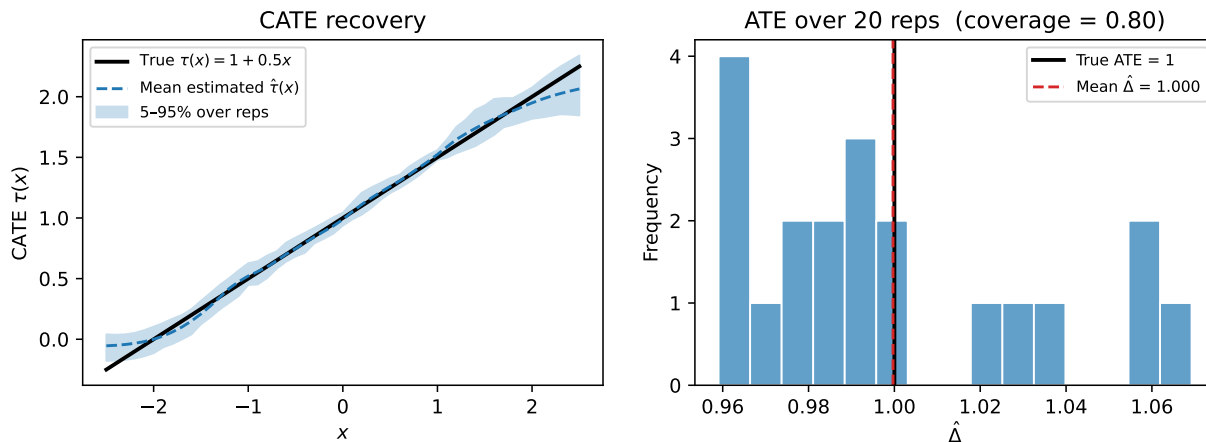 CATE recovery
True τ(x) = 1 + 0.5x
Mean estimated τ̂(x)
5–95% over reps
CATE τ(x)
2.0
1.5
1.0
0.5
0.0
−2
−1
0
1
2
x
ATE over 20 reps (coverage = 0.80)
True ATE = 1
Mean Δ̂ = 1.000
Frequency
4
3
2
1
0
0.96
0.98
1.00
1.02
1.04
1.06
Δ̂